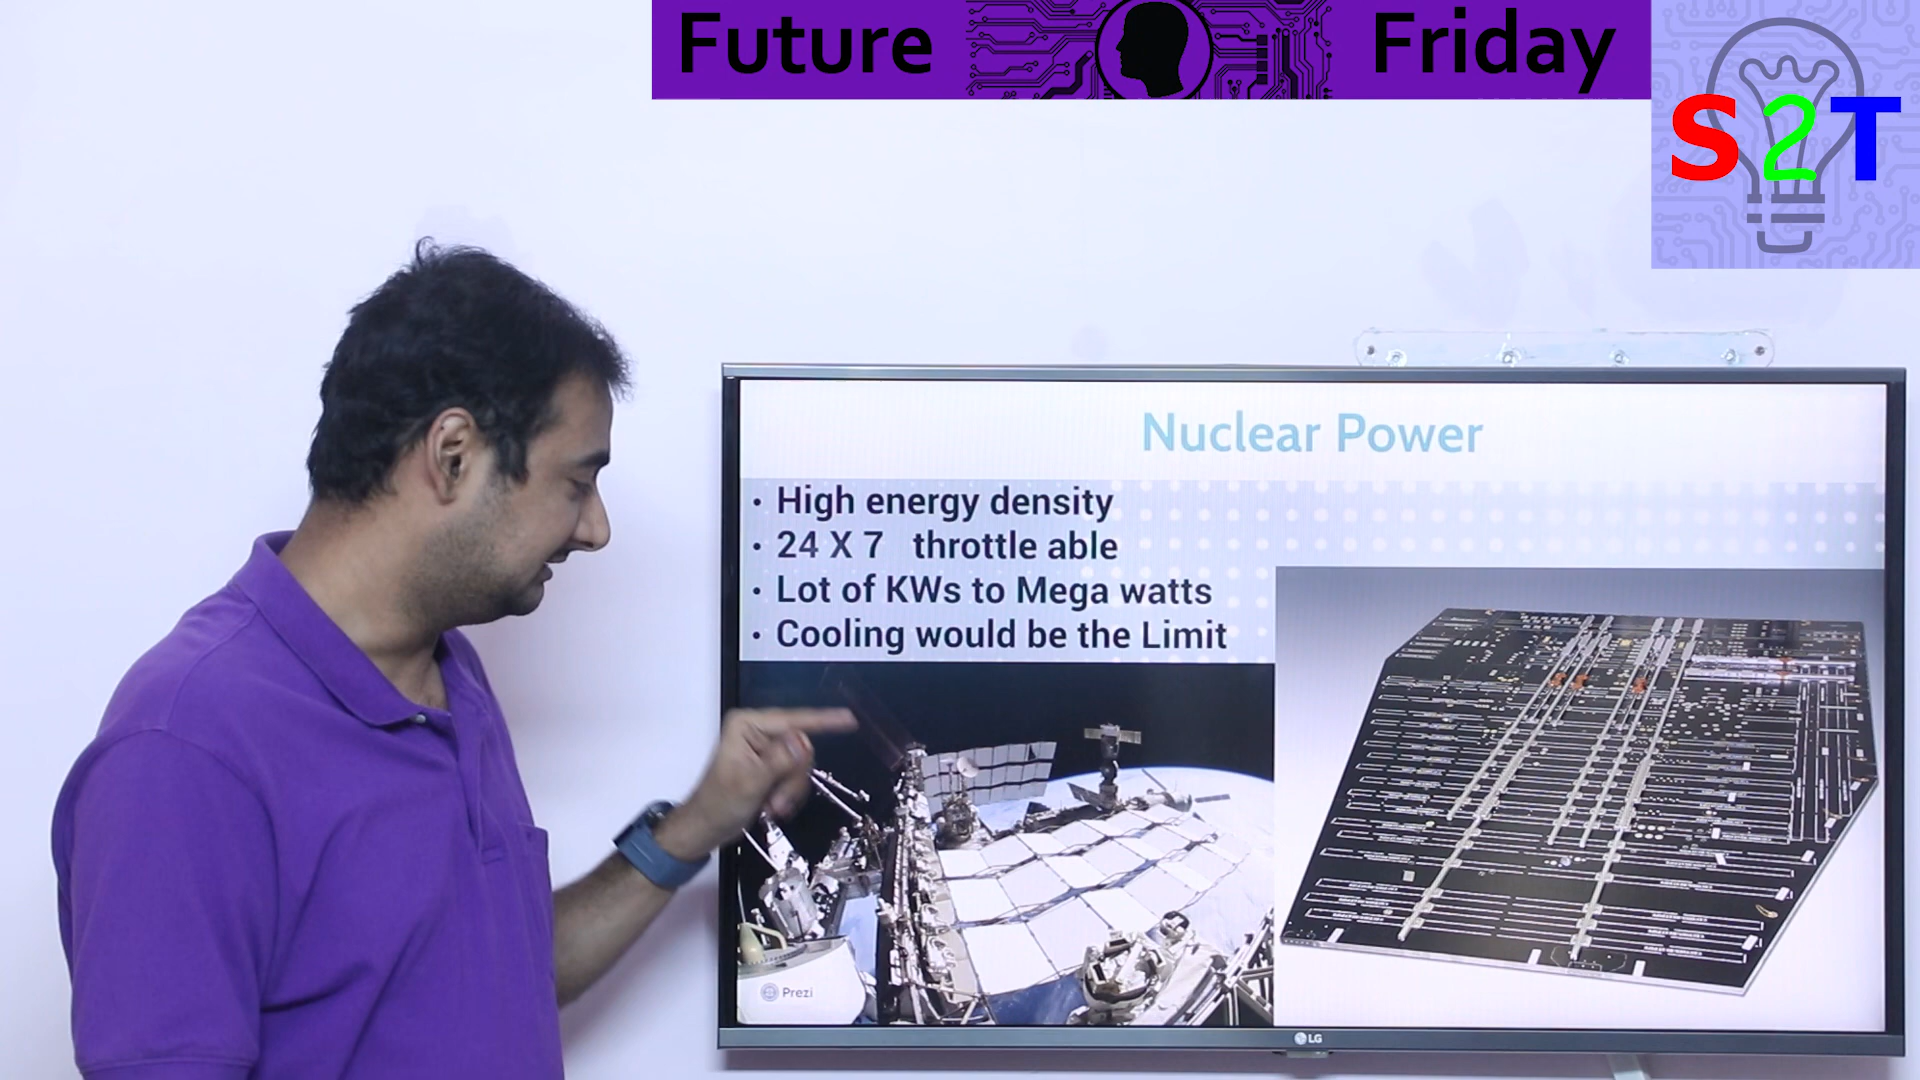 Future Friday
S2T
Nuclear Power
• High energy density
• 24 X 7 throttle able
• Lot of KWs to Mega watts
• Cooling would be the Limit
Prezi
LG